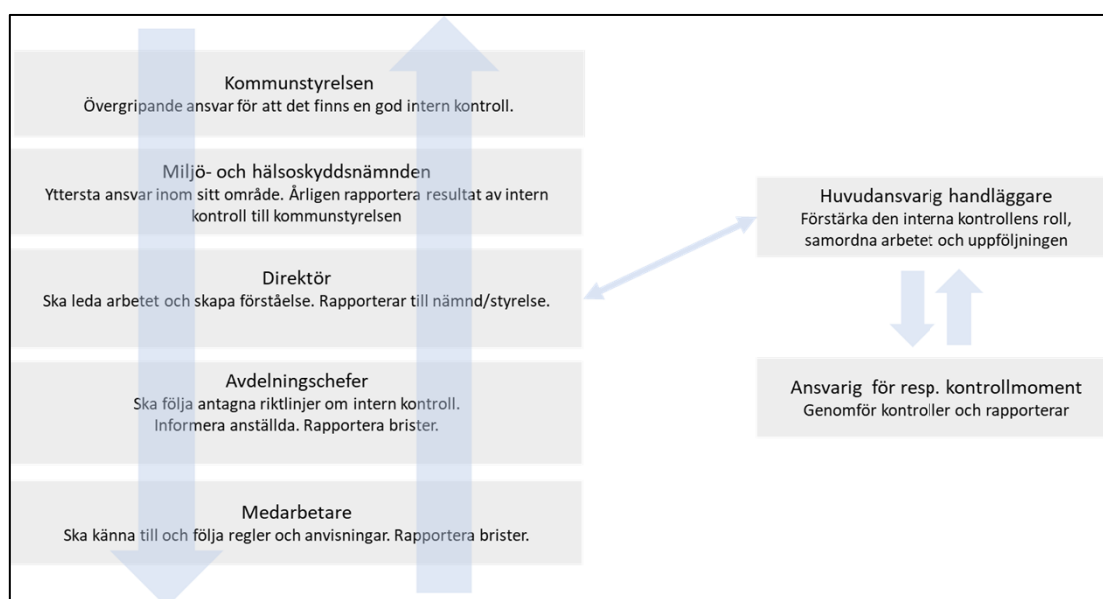 Kommunstyrelsen
Övergripande ansvar för att det finns en god intern kontroll.
Miljö- och hälsoskyddsnämnden
Yttersta ansvar inom sitt område. Årligen rapportera resultat av intern
kontroll till kommunstyrelsen
Direktör
Ska leda arbetet och skapa förståelse. Rapporterar till nämnd/styrelse.
Avdelningschefer
Ska följa antagna riktlinjer om intern kontroll.
Informera anställda. Rapportera brister.
Medarbetare
Ska känna till och följa regler och anvisningar. Rapportera brister.
Huvudansvarig handläggare
Förstärka den interna kontrollens roll,
samordna arbetet och uppföljningen
Ansvarig för resp. kontrollmoment
Genomför kontroller och rapporterar